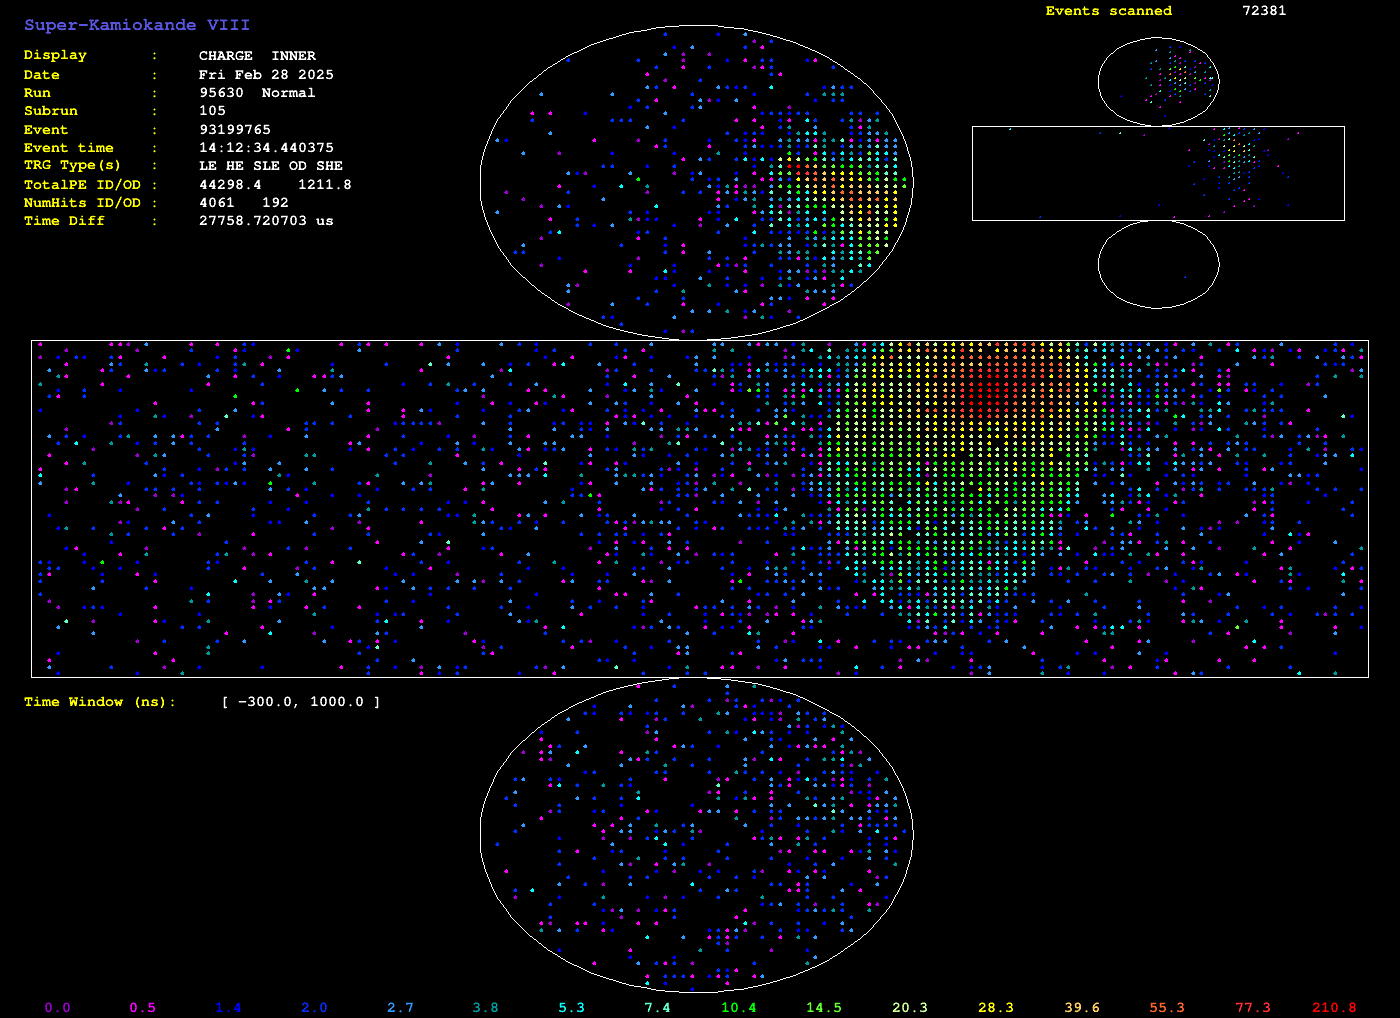 Super-Kamiokande VIII
Events scanned 72381
Display : CHARGE INNER
Date : Fri Feb 28 2025
Run : 95630 Normal
Subrun : 105
Event : 93199765
Event time : 14:12:34.440375
TRG Type(s) : LE HE SLE OD SHE
TotalPE ID/OD : 44298.4 1211.8
NumHits ID/OD : 4061 192
Time Diff : 27758.720703 us
Time Window (ns): [ -300.0, 1000.0 ]
0.0 0.5 1.4 2.0 2.7 3.8 5.3 7.4 10.4 14.5 20.3 28.3 39.6 55.3 77.3 210.8